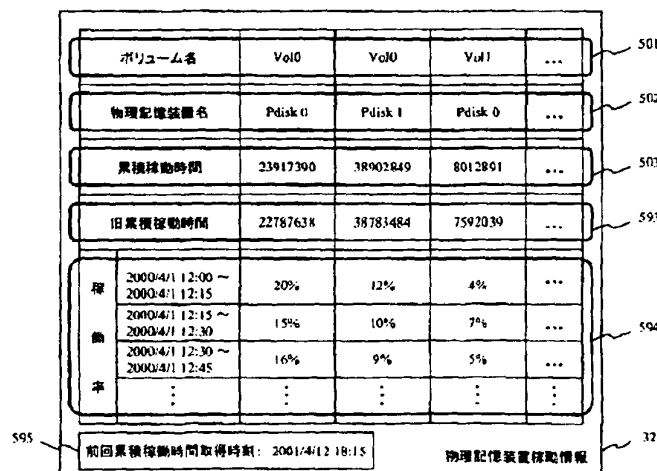 ボリューム名 Vol0 Vol0 Vol1 ... 501
物理記憶装置名 Pdisk 0 Pdisk 1 Pdisk 0 ... 502
累積稼動時間 23917390 38902849 8012891 ... 503
旧累積稼動時間 22787638 38783484 7592039 ... 593
稼働率
2000/4/1 12:00 ～ 2000/4/1 12:15 20% 12% 4% ...
2000/4/1 12:15 ～ 2000/4/1 12:30 15% 10% 7% ... 594
2000/4/1 12:30 ～ 2000/4/1 12:45 16% 9% 5% ...
595 前回累積稼動時間取得時刻: 2001/4/12 18:15 物理記憶装置稼動情報 32